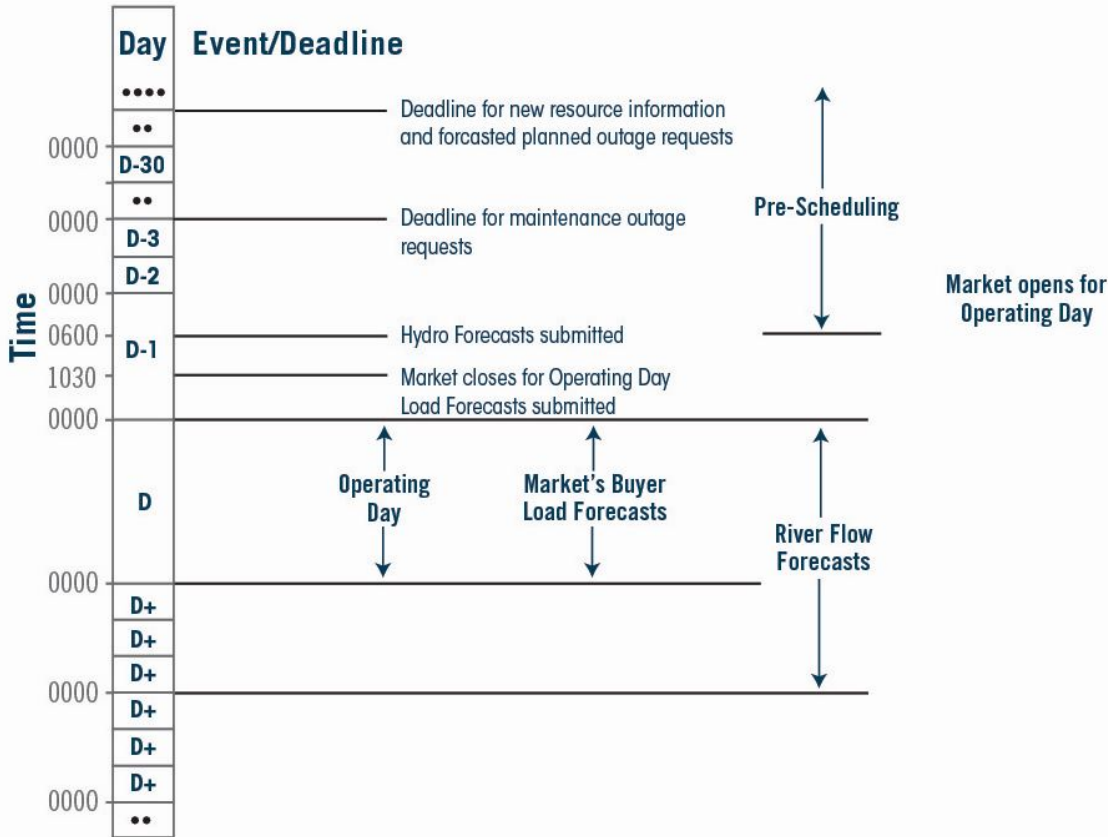 Day Event/Deadline
••••
Deadline for new resource information
and forcasted planned outage requests
••
0000
D-30
••
0000
Deadline for maintenance outage
requests
D-3
D-2
0000
Pre-Scheduling
Market opens for
Operating Day
Time
0600
D-1
Hydro Forecasts submitted
1030
Market closes for Operating Day
Load Forecasts submitted
0000
D
Operating
Day
Market's Buyer
Load Forecasts
River Flow
Forecasts
0000
D+
D+
D+
0000
D+
D+
D+
0000
••